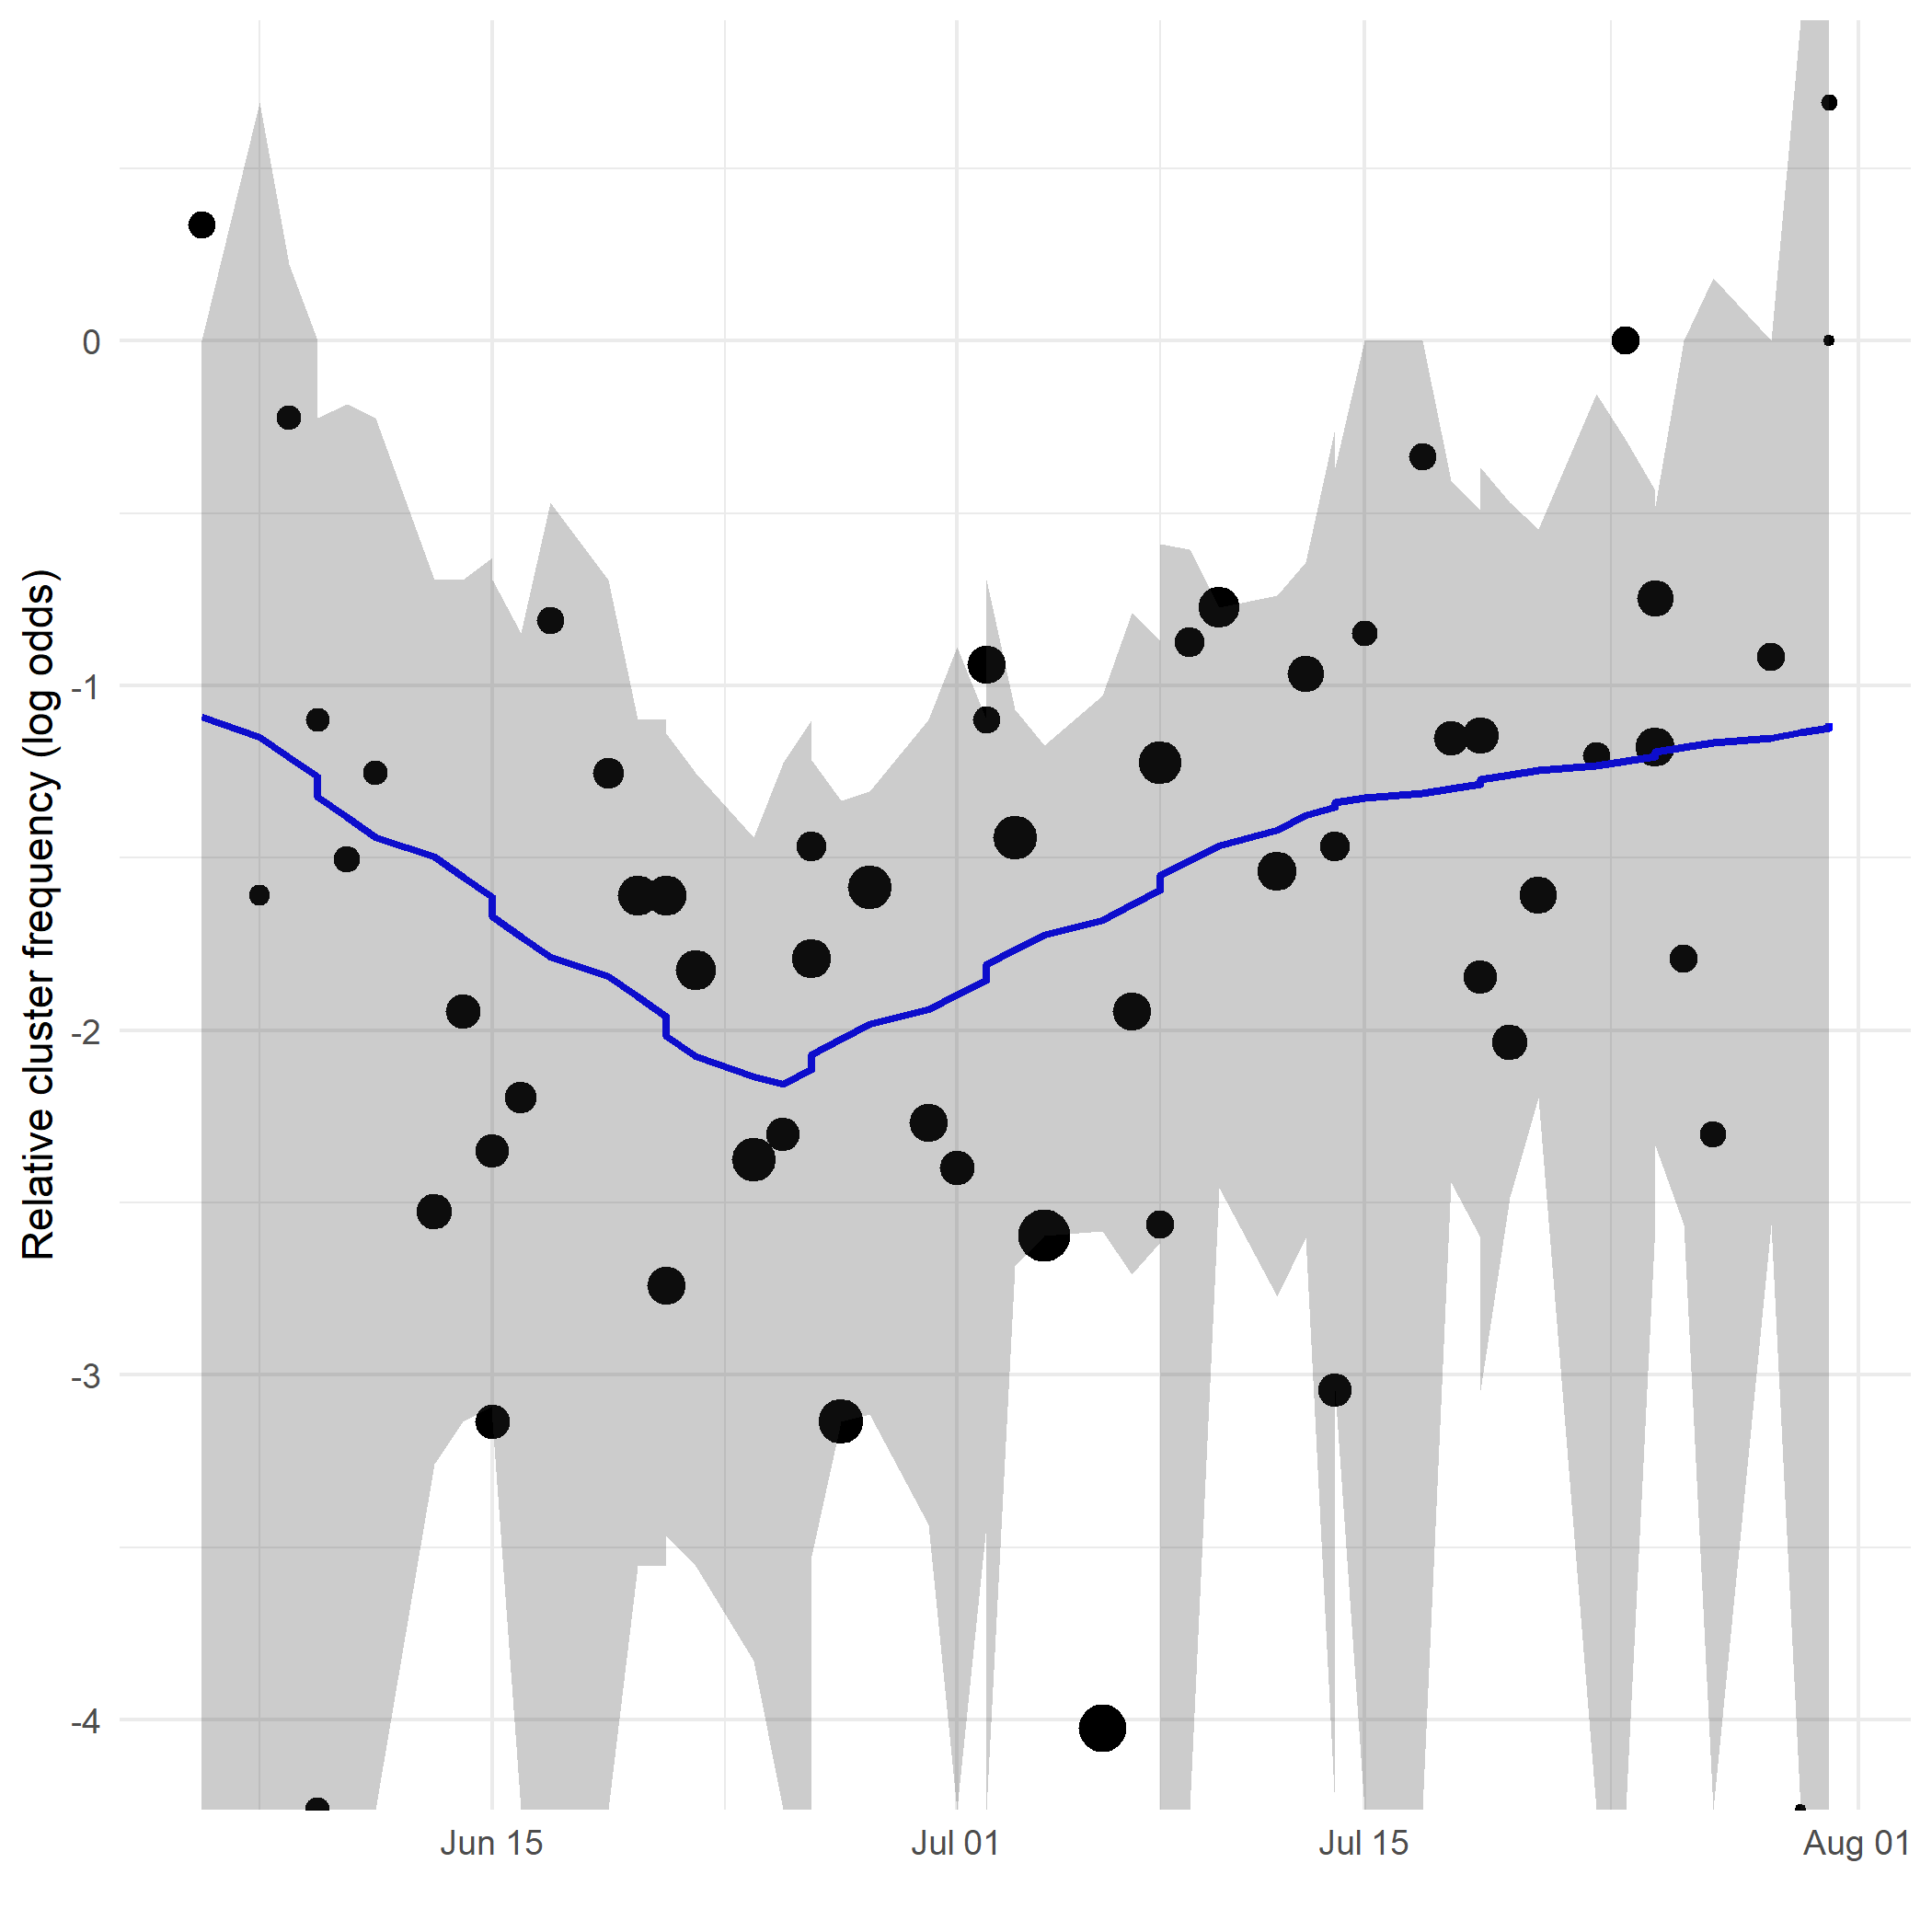 Relative cluster frequency (log odds)
0
-1
-2
-3
-4
Jun 15
Jul 01
Jul 15
Aug 01